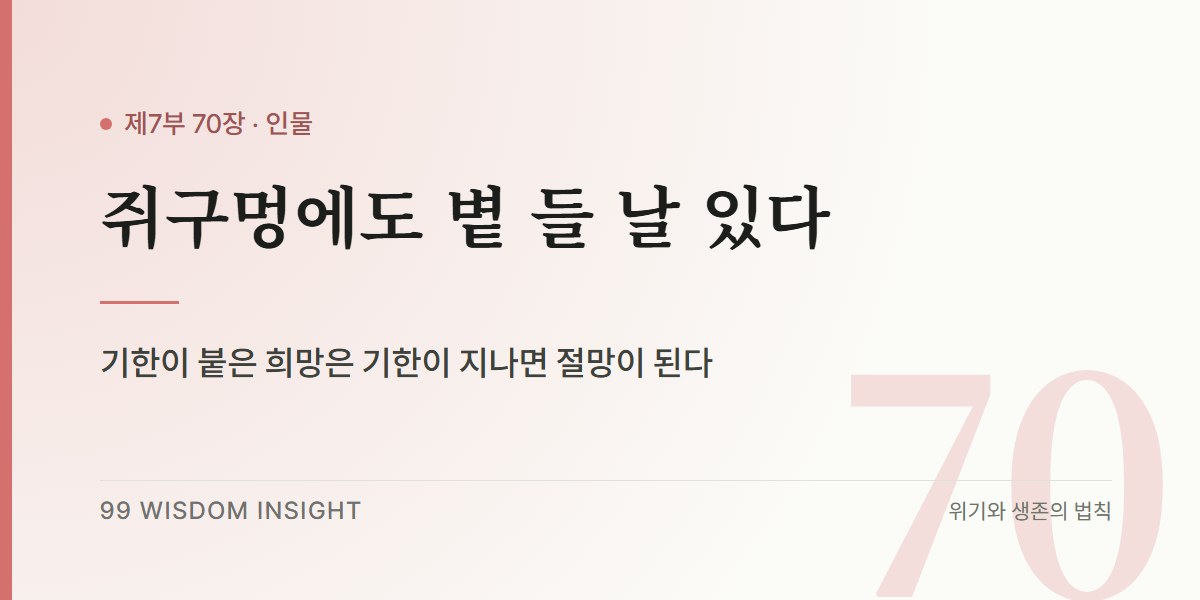 제7부 70장 · 인물
쥐구멍에도 볕 들 날 있다
기한이 붙은 희망은 기한이 지나면 절망이 된다
70
99 WISDOM INSIGHT
위기와 생존의 법칙